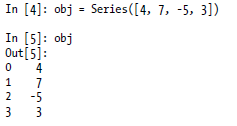 In [4]: obj = Series([4, 7, -5, 3])
In [5]: obj
Out[5]:
0 4
1 7
2 -5
3 3